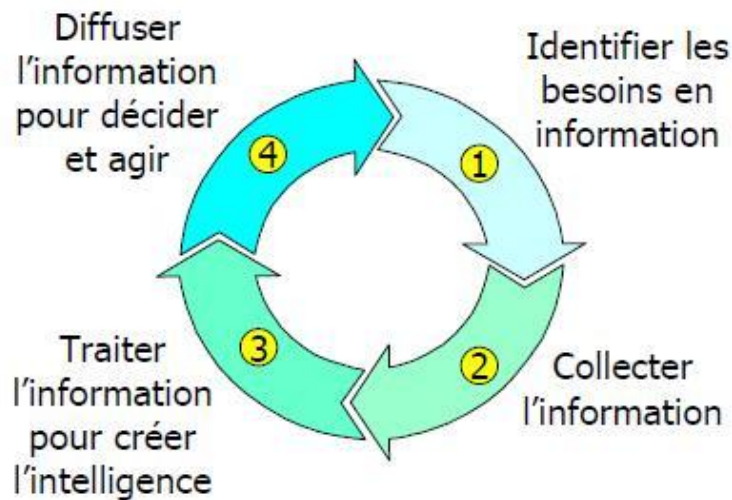 1
Identifier les
besoins en
information
2
Collecter
l'information
3
Traiter
l'information
pour créer
l'intelligence
4
Diffuser
l'information
pour décider
et agir